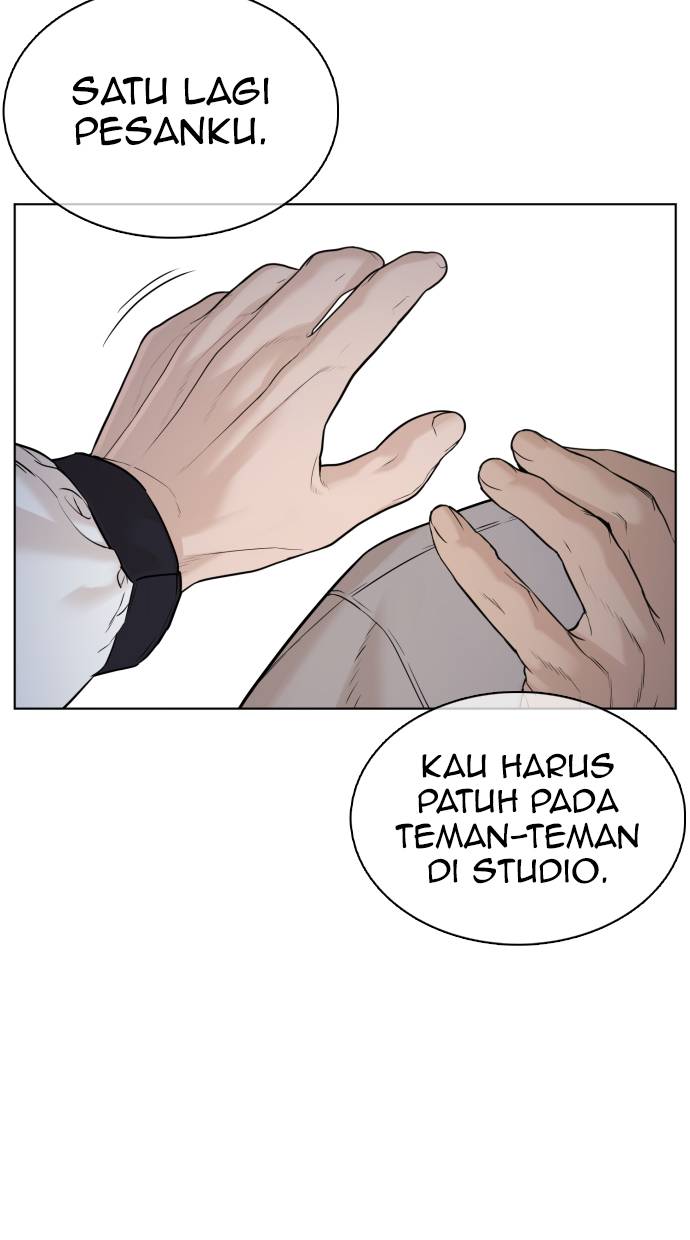 SATU LAGI
PESANKU.
KAU HARUS
PATUH PADA
TEMAN-TEMAN
DI STUDIO.